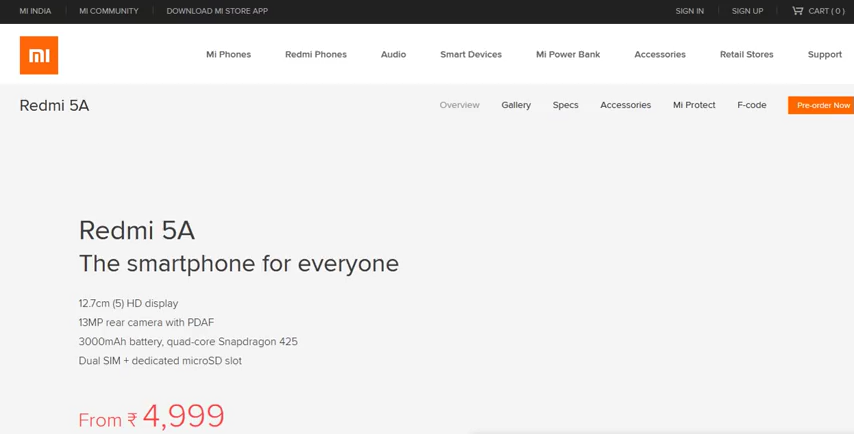 MI INDIA MI COMMUNITY DOWNLOAD MI STORE APP SIGN IN SIGN UP CART ( 0 )
mi Mi Phones Redmi Phones Audio Smart Devices Mi Power Bank Accessories Retail Stores Support
Redmi 5A Overview Gallery Specs Accessories Mi Protect F-code Pre-order Now
Redmi 5A
The smartphone for everyone
12.7cm (5) HD display
13MP rear camera with PDAF
3000mAh battery, quad-core Snapdragon 425
Dual SIM + dedicated microSD slot
From ₹ 4,999